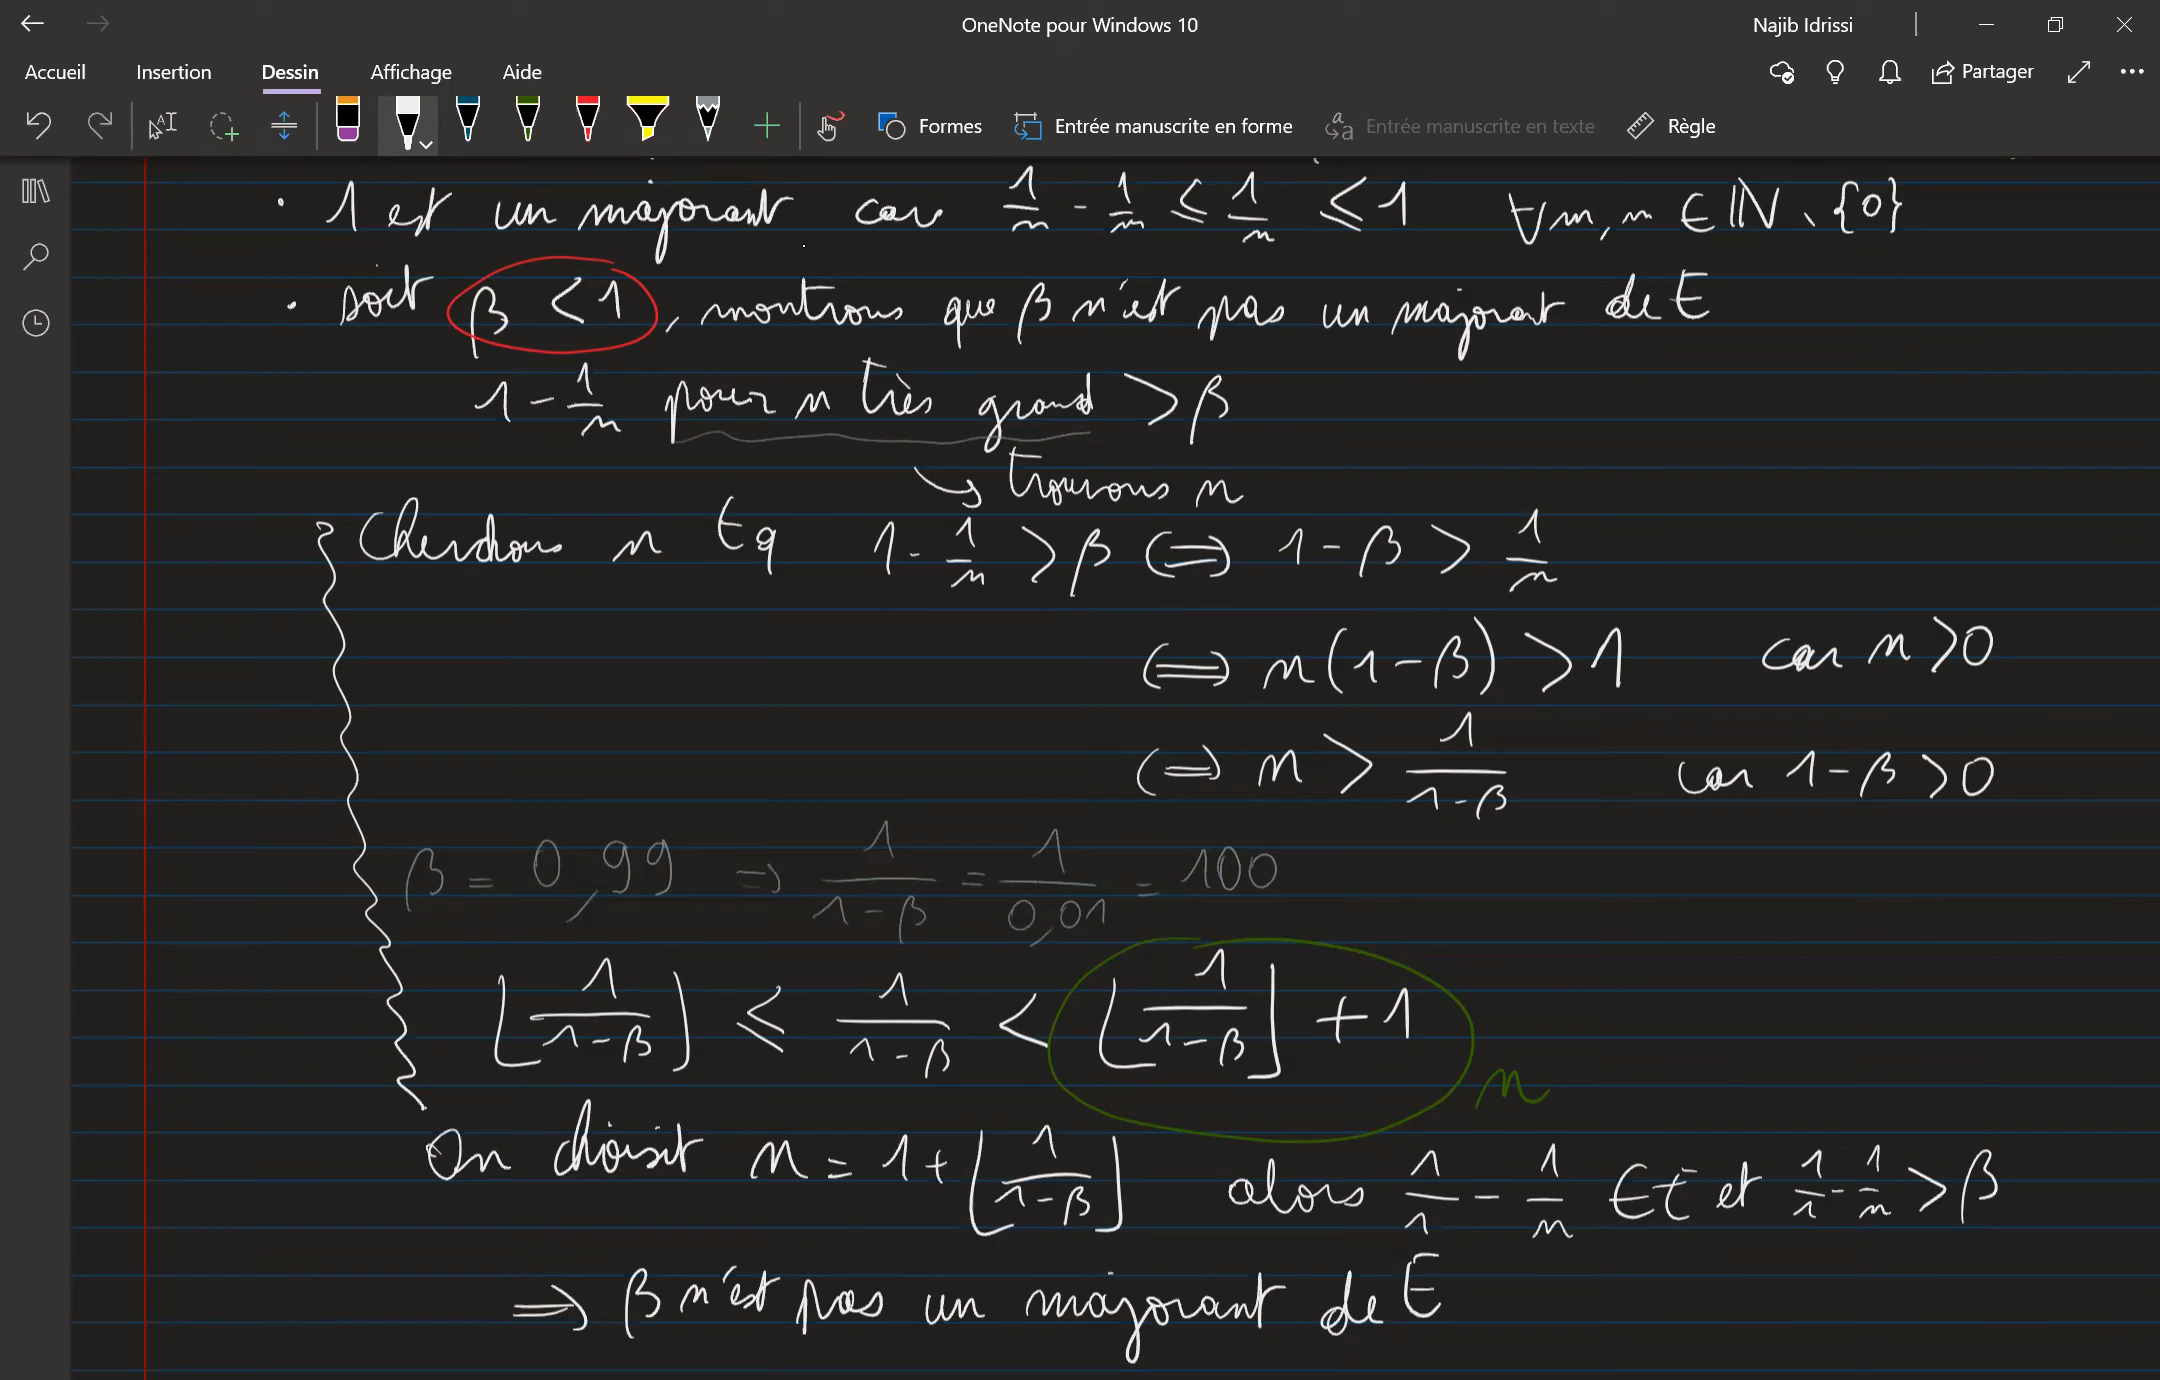 OneNote pour Windows 10
Najib Idrissi
Accueil Insertion Dessin Affichage Aide
Partager
Formes Entrée manuscrite en forme Entrée manuscrite en texte Règle
• 1 est un majorant car 1/n - 1/m ≤ 1/n ≤ 1 ∀m, n ∈ ℕ \ {0}
• soit β < 1, montrons que β n'est pas un majorant de E
1 - 1/n pour n très grand > β
↳ trouvons n
Cherchons n tq 1 - 1/n > β ⟺ 1 - β > 1/n
⟺ n(1-β) > 1 car n > 0
⟺ n > 1/(1-β) car 1-β > 0
β = 0,99 ⇒ 1/(1-β) = 1/0,01 = 100
⌊1/(1-β)⌋ ≤ 1/(1-β) < ⌊1/(1-β)⌋ + 1
n
On choisit n = 1 + ⌊1/(1-β)⌋ alors 1/1 - 1/n ∈ E et 1/1 - 1/n > β
⟹ β n'est pas un majorant de E